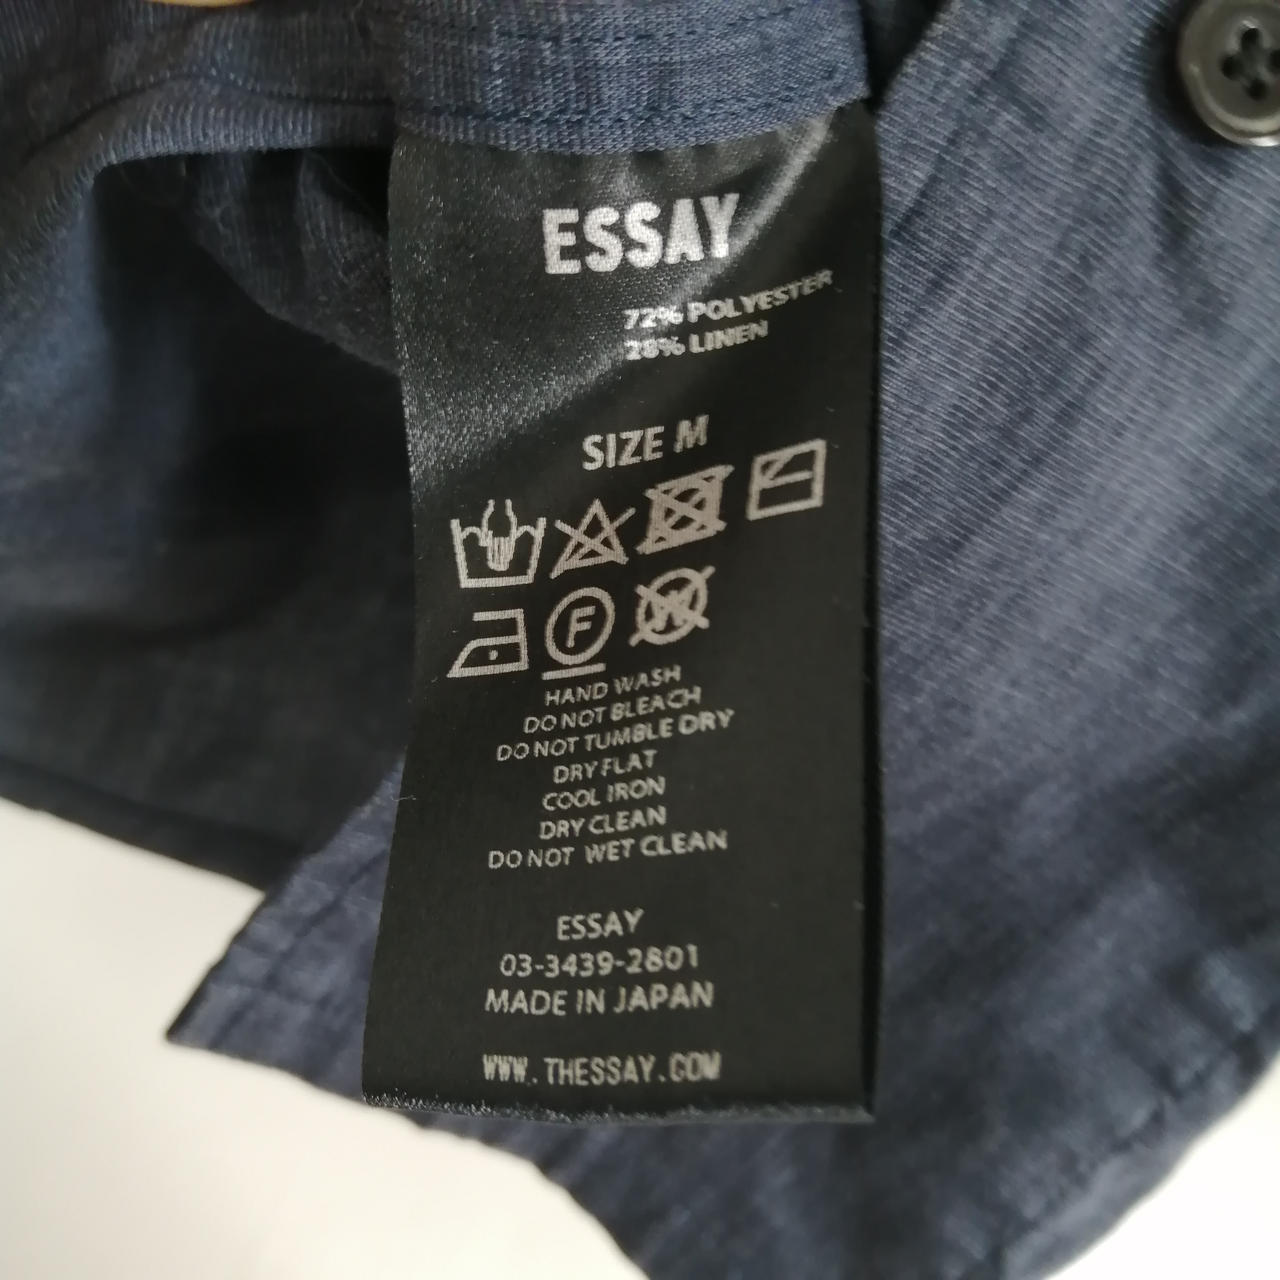 ESSAY
72% POLYESTER
28% LINEN
SIZE M
F
W
HAND WASH
DO NOT BLEACH
DO NOT TUMBLE DRY
DRY FLAT
COOL IRON
DRY CLEAN
DO NOT WET CLEAN
ESSAY
03-3439-2801
MADE IN JAPAN
WWW.THESSAY.COM